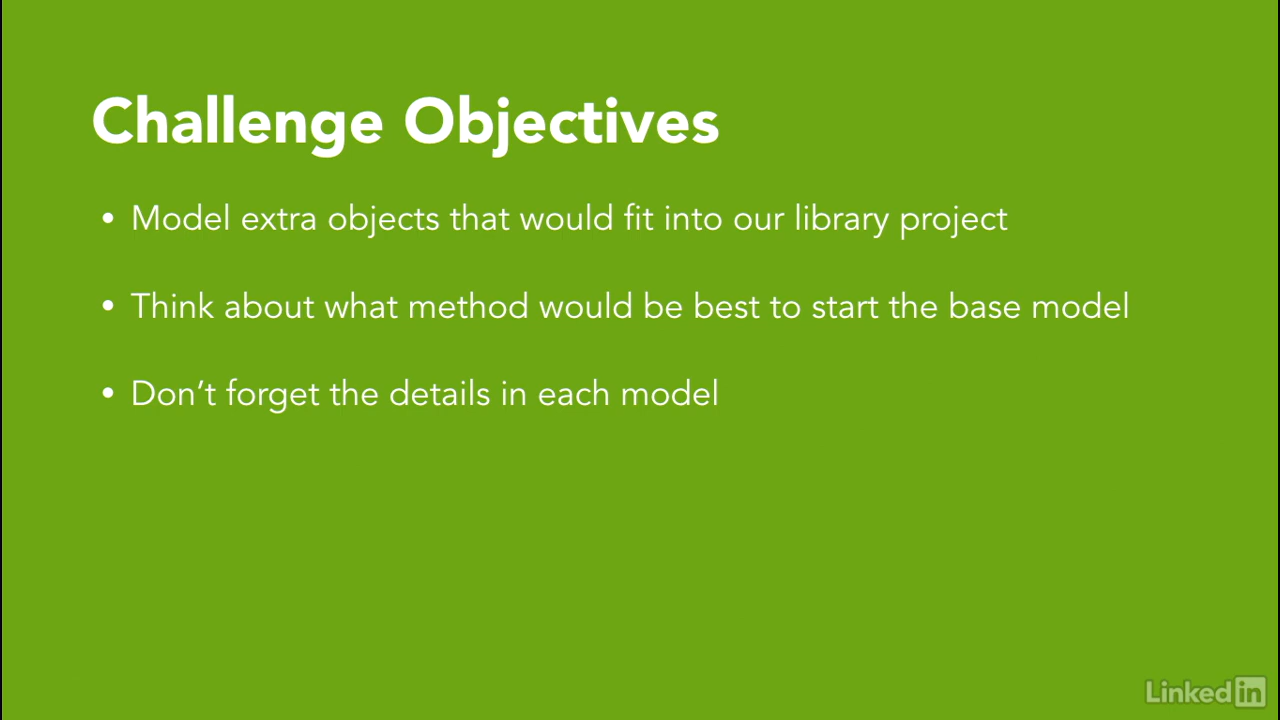 Challenge Objectives
• Model extra objects that would fit into our library project
• Think about what method would be best to start the base model
• Don’t forget the details in each model
Linked in